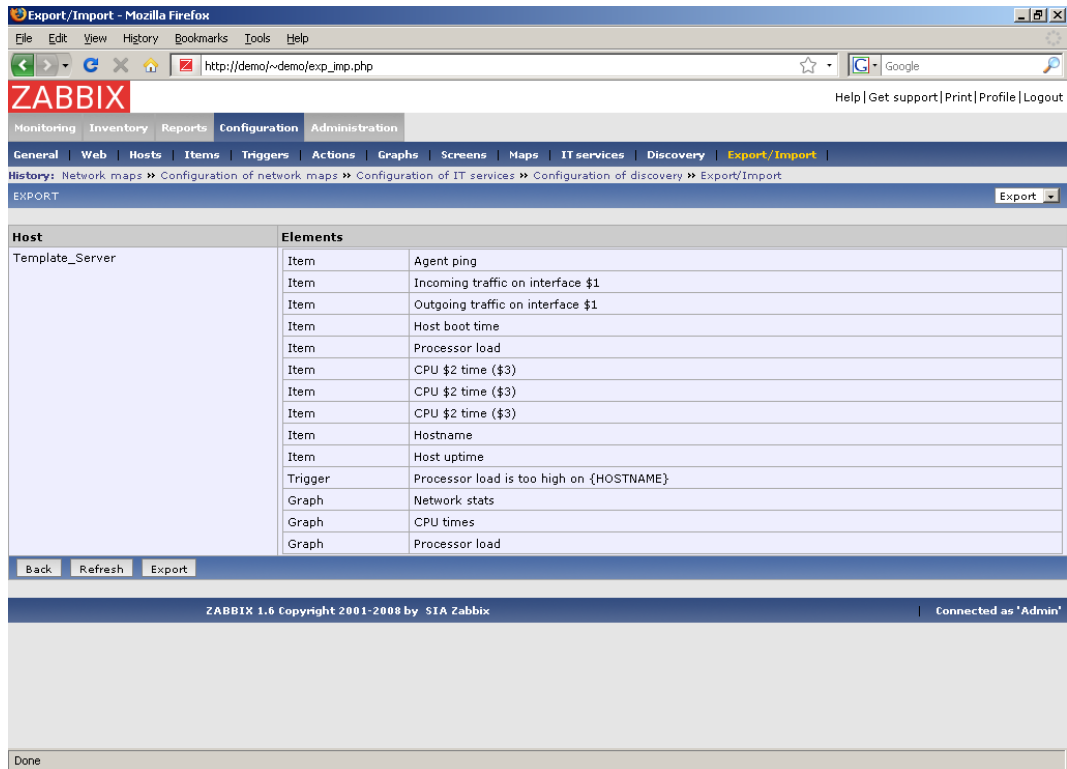 Export/Import - Mozilla Firefox
File Edit View History Bookmarks Tools Help
http://demo/~demo/exp_imp.php G Google
ZABBIX
Help | Get support | Print | Profile | Logout
Monitoring Inventory Reports Configuration Administration
General | Web | Hosts | Items | Triggers | Actions | Graphs | Screens | Maps | IT services | Discovery | Export/Import |
History: Network maps » Configuration of network maps » Configuration of IT services » Configuration of discovery » Export/Import
EXPORT Export
Host Elements
Template_Server Item Agent ping
Item Incoming traffic on interface $1
Item Outgoing traffic on interface $1
Item Host boot time
Item Processor load
Item CPU $2 time ($3)
Item CPU $2 time ($3)
Item CPU $2 time ($3)
Item Hostname
Item Host uptime
Trigger Processor load is too high on {HOSTNAME}
Graph Network stats
Graph CPU times
Graph Processor load
Back Refresh Export
ZABBIX 1.6 Copyright 2001-2008 by SIA Zabbix | Connected as 'Admin'
Done